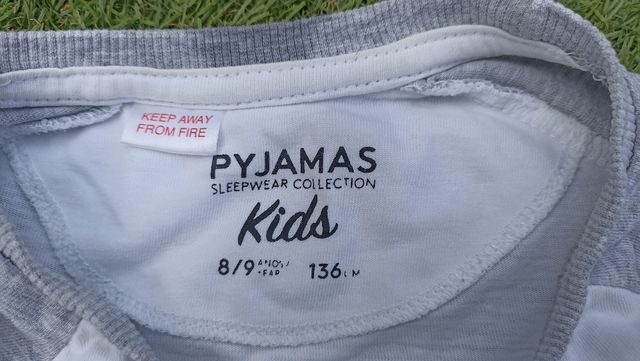 KEEP AWAY
FROM FIRE
PYJAMAS
SLEEPWEAR COLLECTION
Kids
8/9 136